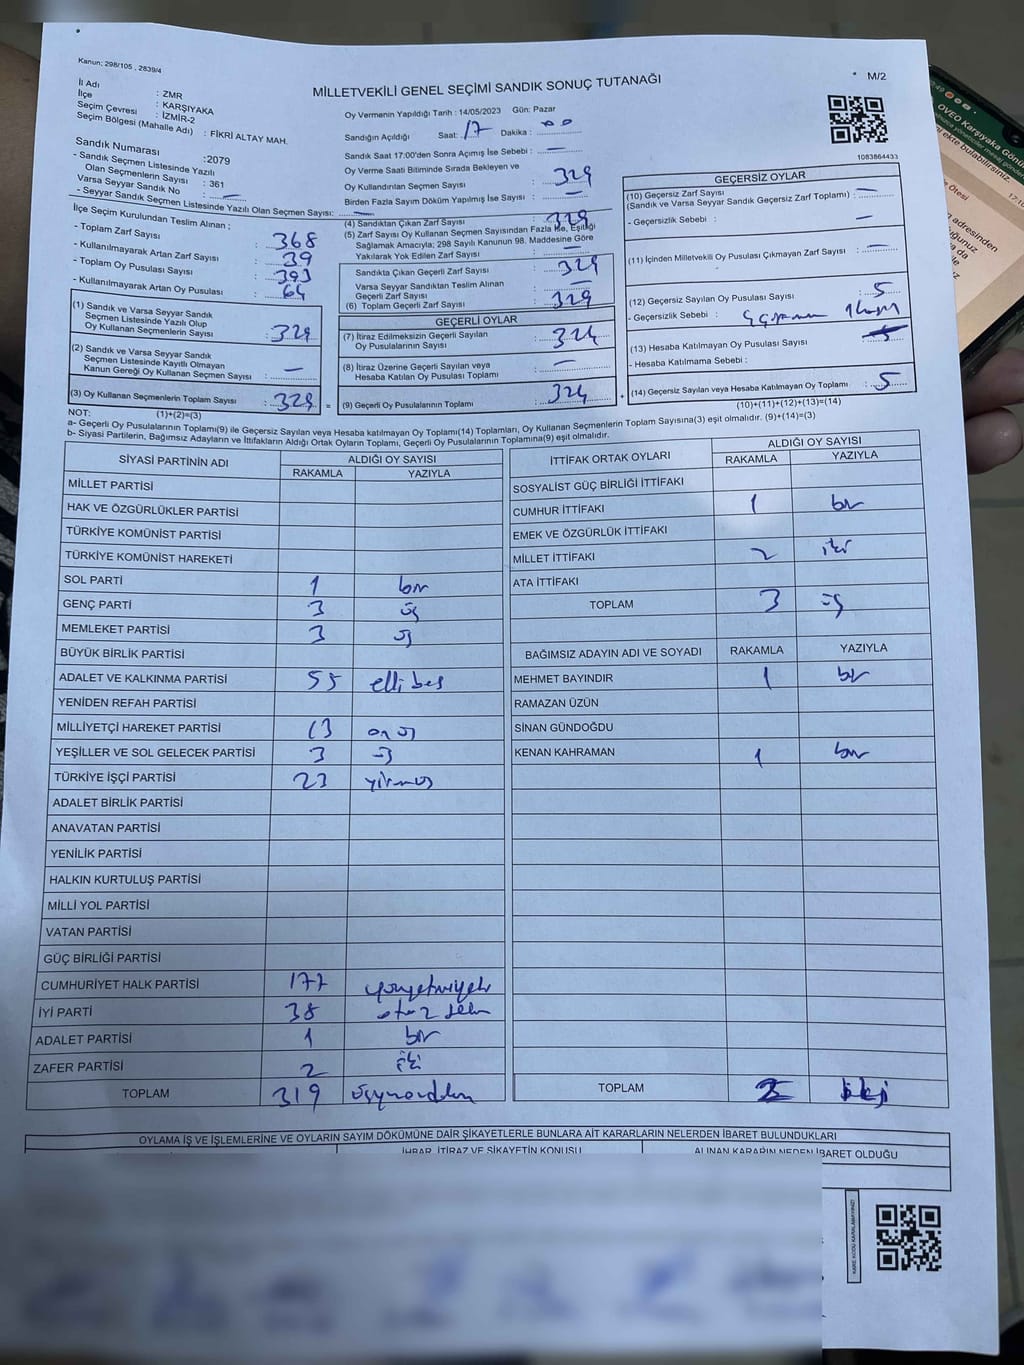 Kanun; 298/105 , 2839/4
M/2
MİLLETVEKİLİ GENEL SEÇİMİ SANDIK SONUÇ TUTANAĞI
İl Adı : ZMR
İlçe : KARŞIYAKA
Seçim Çevresi : İZMİR-2
Seçim Bölgesi (Mahalle Adı) : FİKRİ ALTAY MAH.
Sandık Numarası :2079
- Sandık Seçmen Listesinde Yazılı
Olan Seçmenlerin Sayısı : 361
Varsa Seyyar Sandık No
- Seyyar Sandık Seçmen Listesinde Yazılı Olan Seçmen Sayısı:
Oy Vermenin Yapıldığı Tarih : 14/05/2023 Gün: Pazar
Sandığın Açıldığı Saat: 17 Dakika : 00
Sandık Saat 17:00'den Sonra Açmış İse Sebebi : —
Oy Verme Saati Bitiminde Sırada Bekleyen ve
Oy Kullandırılan Seçmen Sayısı : 329
Birden Fazla Sayım Döküm Yapılmış İse Sayısı : —
1083864433
İlçe Seçim Kurulundan Teslim Alınan ;
- Toplam Zarf Sayısı : 368
- Kullanılmayarak Artan Zarf Sayısı : 39
- Toplam Oy Pusulası Sayısı : 393
- Kullanılmayarak Artan Oy Pusulası : 64
(1) Sandık ve Varsa Seyyar Sandık
Seçmen Listesinde Yazılı Olup
Oy Kullanan Seçmenlerin Sayısı : 329
(2) Sandık ve Varsa Seyyar Sandık
Seçmen Listesinde Kayıtlı Olmayan
Kanun Gereği Oy Kullanan Seçmen Sayısı : —
(3) Oy Kullanan Seçmenlerin Toplam Sayısı : 329
(4) Sandıktan Çıkan Zarf Sayısı : 329
(5) Zarf Sayısı Oy Kullanan Seçmen Sayısından Fazla İse, Eşitliği
Sağlamak Amacıyla; 298 Sayılı Kanunun 98. Maddesine Göre
Yakılarak Yok Edilen Zarf Sayısı : —
Sandıkta Çıkan Geçerli Zarf Sayısı : 329
Varsa Seyyar Sandıktan Teslim Alınan
Geçerli Zarf Sayısı : —
(6) Toplam Geçerli Zarf Sayısı : 329
GEÇERLİ OYLAR
(7) İtiraz Edilmeksizin Geçerli Sayılan
Oy Pusulalarının Sayısı : 324
(8) İtiraz Üzerine Geçerli Sayılan veya
Hesaba Katılan Oy Pusulası Toplamı : —
(9) Geçerli Oy Pusulalarının Toplamı : 324
GEÇERSİZ OYLAR
(10) Geçersiz Zarf Sayısı
(Sandık ve Varsa Seyyar Sandık Geçersiz Zarf Toplamı) : —
- Geçersizlik Sebebi : —
(11) İçinden Milletvekili Oy Pusulası Çıkmayan Zarf Sayısı : —
(12) Geçersiz Sayılan Oy Pusulası Sayısı : 5
- Geçersizlik Sebebi :
(13) Hesaba Katılmayan Oy Pusulası Sayısı
- Hesaba Katılmama Sebebi :
(14) Geçersiz Sayılan veya Hesaba Katılmayan Oy Toplamı : 5
NOT: (1)+(2)=(3)
(10)+(11)+(12)+(13)=(14)
a- Geçerli Oy Pusulalarının Toplamı(9) ile Geçersiz Sayılan veya Hesaba katılmayan Oy Toplamı(14) Toplamları, Oy Kullanan Seçmenlerin Toplam Sayısına(3) eşit olmalıdır. (9)+(14)=(3)
b- Siyasi Partilerin, Bağımsız Adayların ve İttifakların Aldığı Ortak Oyların Toplamı, Geçerli Oy Pusulalarının Toplamına(9) eşit olmalıdır.
SİYASİ PARTİNİN ADI ALDIĞI OY SAYISI
RAKAMLA YAZIYLA
MİLLET PARTİSİ
HAK VE ÖZGÜRLÜKLER PARTİSİ
TÜRKİYE KOMÜNİST PARTİSİ
TÜRKİYE KOMÜNİST HAREKETİ
SOL PARTİ 1 bir
GENÇ PARTİ 3 üç
MEMLEKET PARTİSİ 3 üç
BÜYÜK BİRLİK PARTİSİ
ADALET VE KALKINMA PARTİSİ 55 elli beş
YENİDEN REFAH PARTİSİ
MİLLİYETÇİ HAREKET PARTİSİ 13 on üç
YEŞİLLER VE SOL GELECEK PARTİSİ 3 üç
TÜRKİYE İŞÇİ PARTİSİ 23 yirmi üç
ADALET BİRLİK PARTİSİ
ANAVATAN PARTİSİ
YENİLİK PARTİSİ
HALKIN KURTULUŞ PARTİSİ
MİLLİ YOL PARTİSİ
VATAN PARTİSİ
GÜÇ BİRLİĞİ PARTİSİ
CUMHURİYET HALK PARTİSİ 177 yüzyetmişyedi
İYİ PARTİ 38 otuz sekiz
ADALET PARTİSİ 1 bir
ZAFER PARTİSİ 2 iki
TOPLAM 319 üçyüzondokuz
İTTİFAK ORTAK OYLARI ALDIĞI OY SAYISI
RAKAMLA YAZIYLA
SOSYALİST GÜÇ BİRLİĞİ İTTİFAKI
CUMHUR İTTİFAKI 1 bir
EMEK VE ÖZGÜRLÜK İTTİFAKI
MİLLET İTTİFAKI 2 iki
ATA İTTİFAKI
TOPLAM 3 üç
BAĞIMSIZ ADAYIN ADI VE SOYADI RAKAMLA YAZIYLA
MEHMET BAYINDIR 1 bir
RAMAZAN ÜZÜN
SİNAN GÜNDOĞDU
KENAN KAHRAMAN 1 bir
TOPLAM 2 iki
OYLAMA İŞ VE İŞLEMLERİNE VE OYLARIN SAYIM DÖKÜMÜNE DAİR ŞİKAYETLERLE BUNLARA AİT KARARLARIN NELERDEN İBARET BULUNDUKLARI
İHBAR, İTİRAZ VE ŞİKAYETİN KONUSU ALINAN KARARIN NEDEN İBARET OLDUĞU